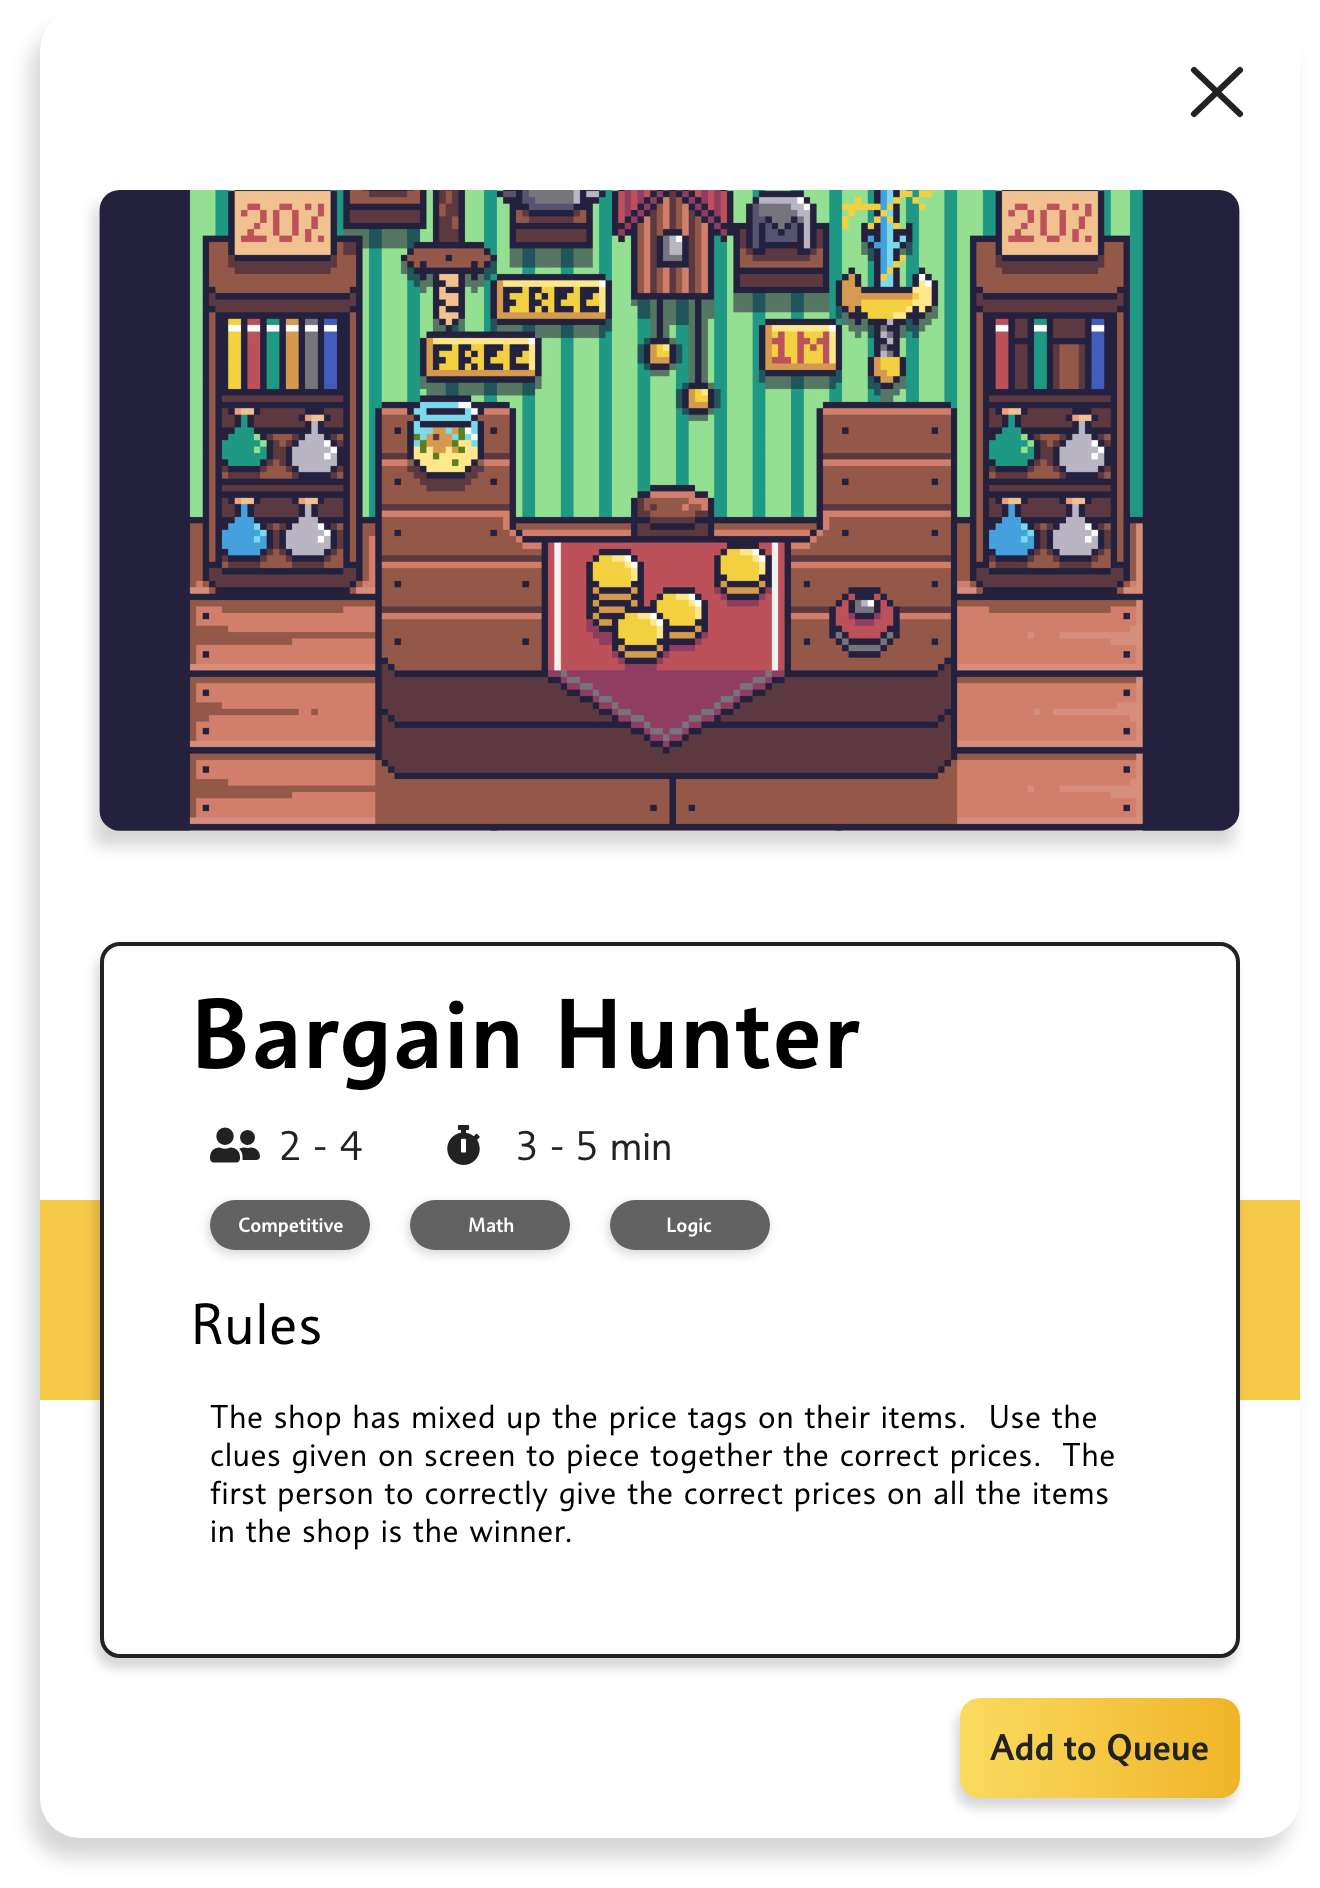 20%
20%
FREE
FREE
1M
Bargain Hunter
2 - 4
3 - 5 min
Competitive
Math
Logic
Rules
The shop has mixed up the price tags on their items.  Use the
clues given on screen to piece together the correct prices.  The
first person to correctly give the correct prices on all the items
in the shop is the winner.
Add to Queue